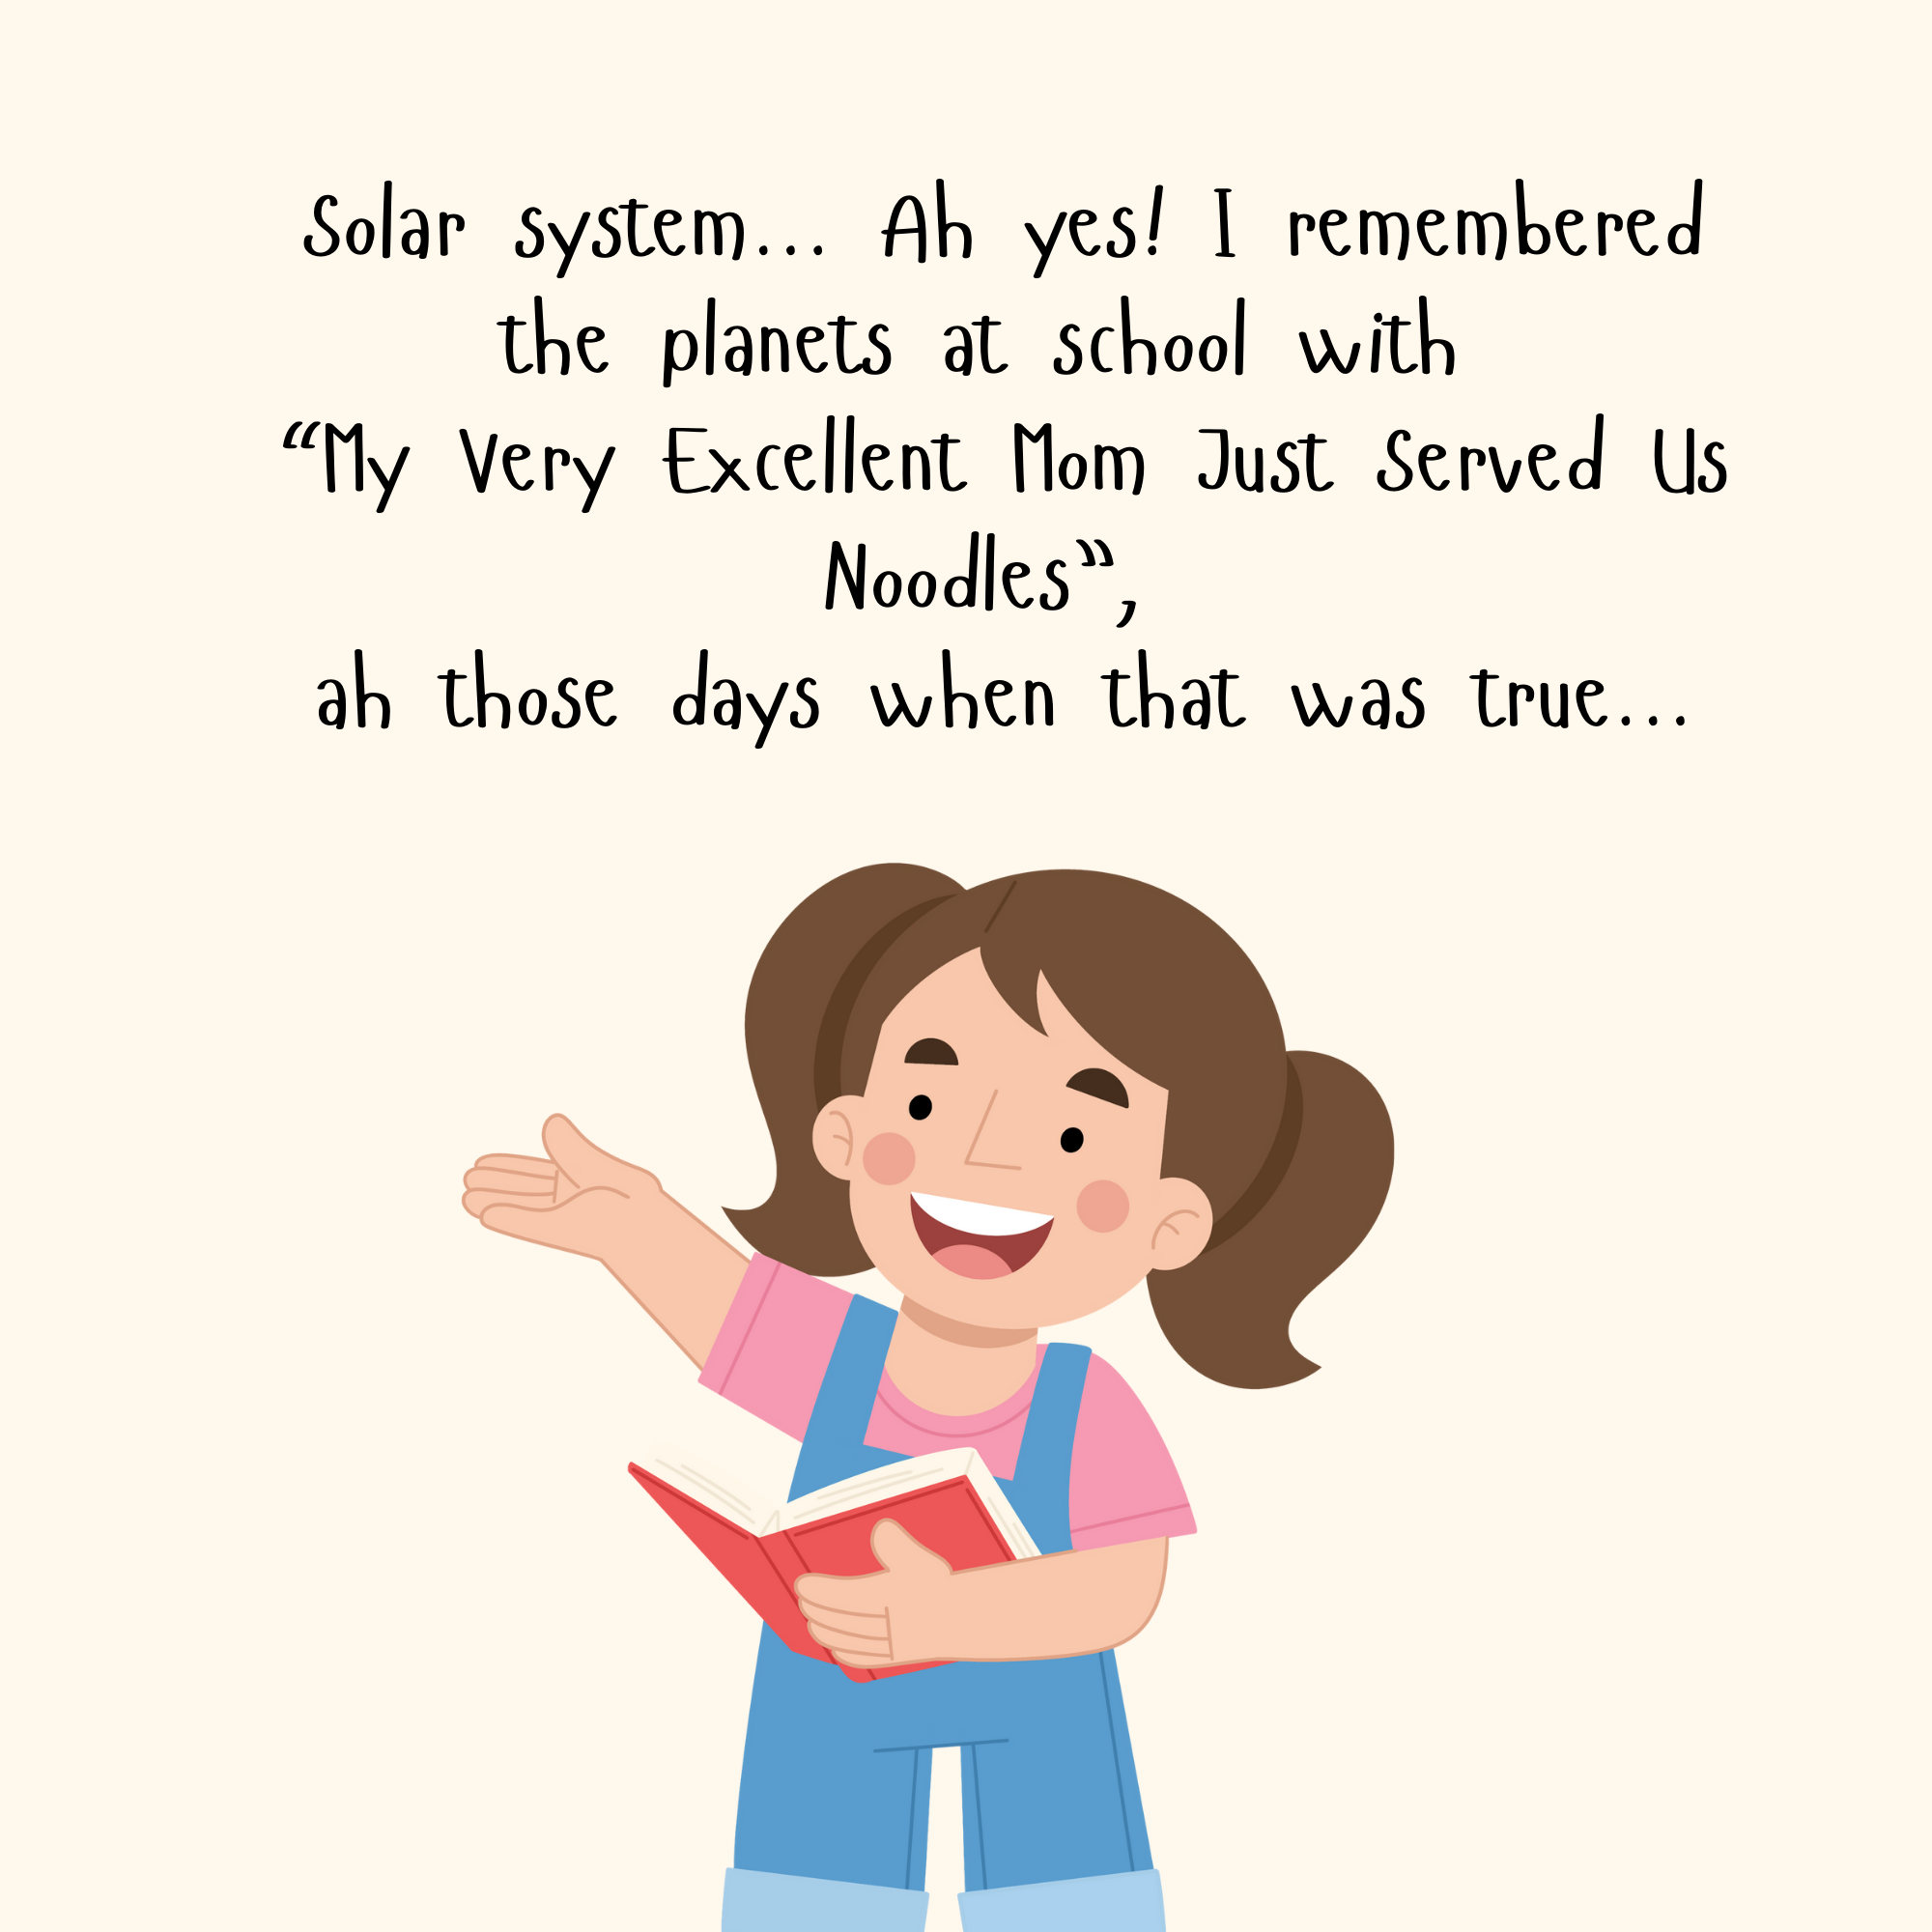 Solar system... Ah yes! I remembered
the planets at school with
“My Very Excellent Mom Just Served Us
Noodles”,
ah those days when that was true...